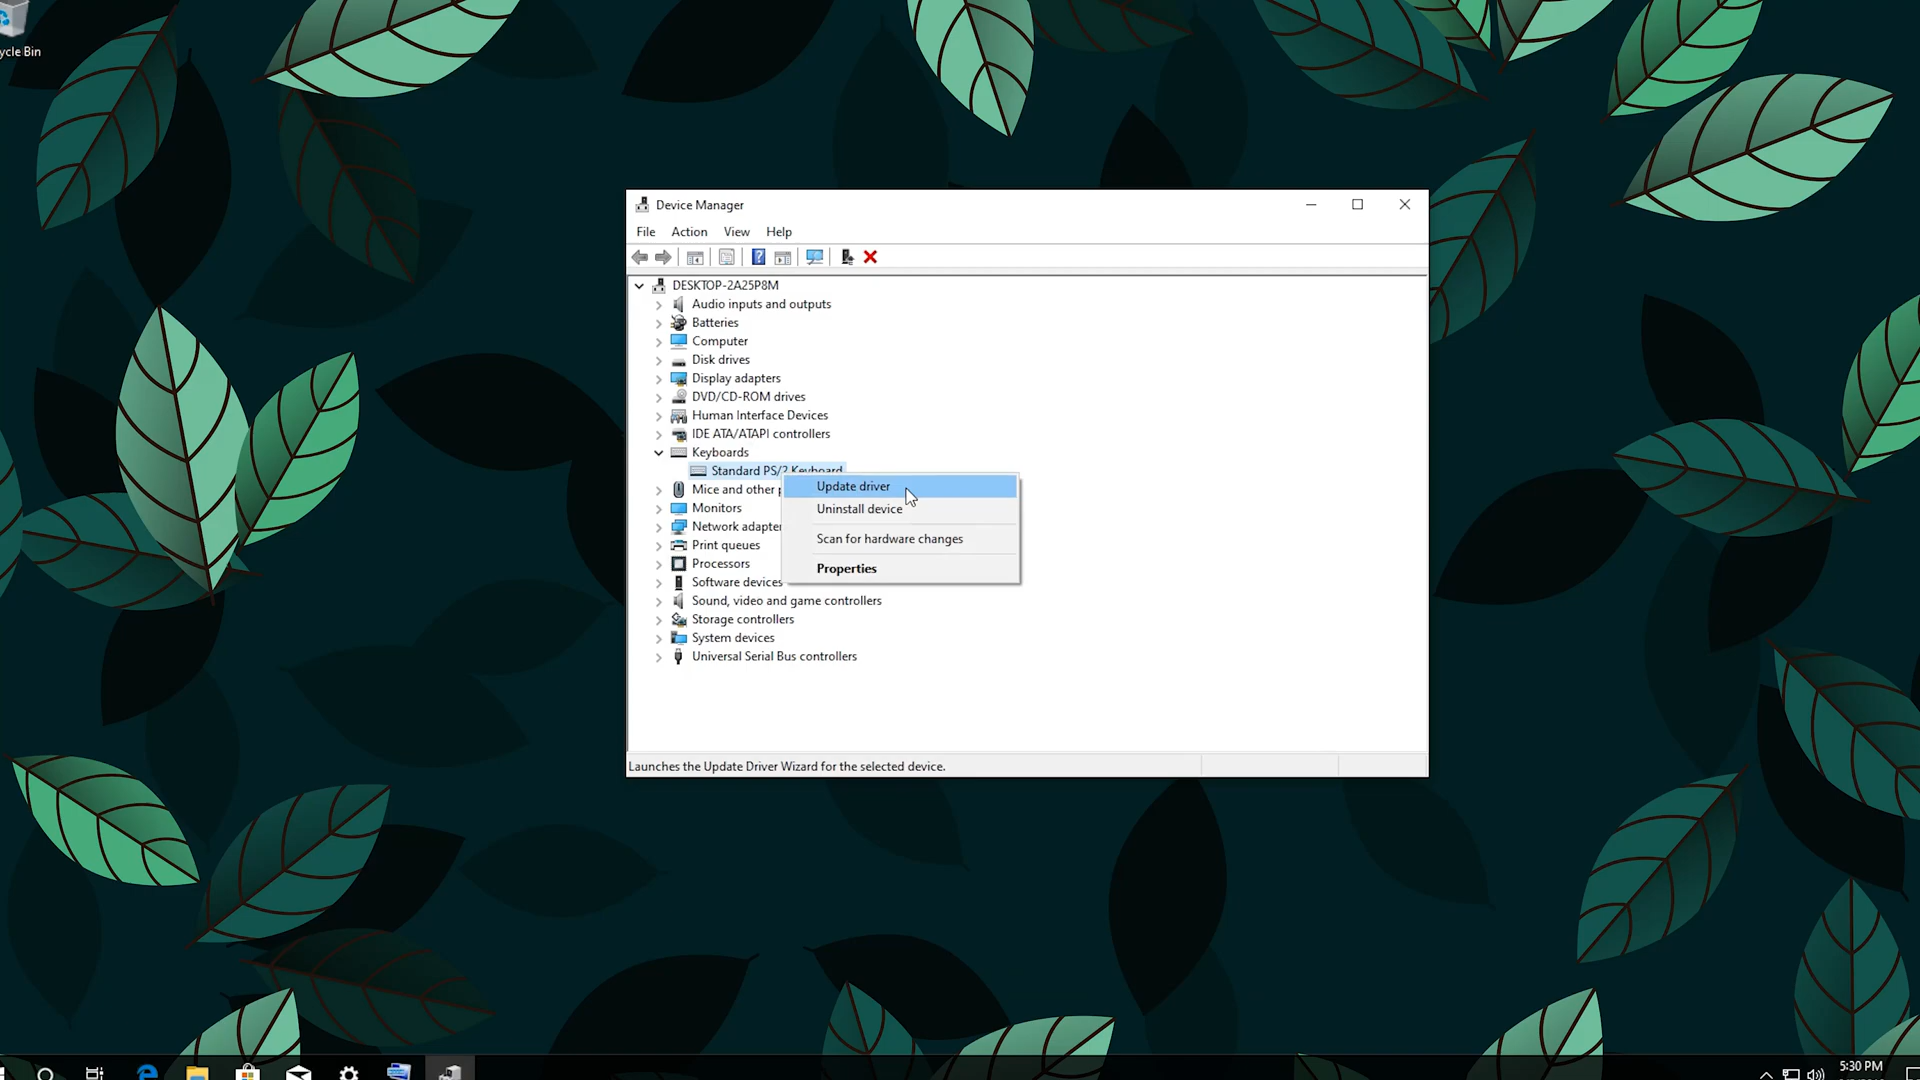 ycle Bin
Device Manager
File Action View Help
DESKTOP-2A25P8M
Audio inputs and outputs
Batteries
Computer
Disk drives
Display adapters
DVD/CD-ROM drives
Human Interface Devices
IDE ATA/ATAPI controllers
Keyboards
Standard PS/2 Keyboard
Mice and other p
Monitors
Network adapter
Print queues
Processors
Software devices
Sound, video and game controllers
Storage controllers
System devices
Universal Serial Bus controllers
Update driver
Uninstall device
Scan for hardware changes
Properties
Launches the Update Driver Wizard for the selected device.
5:30 PM